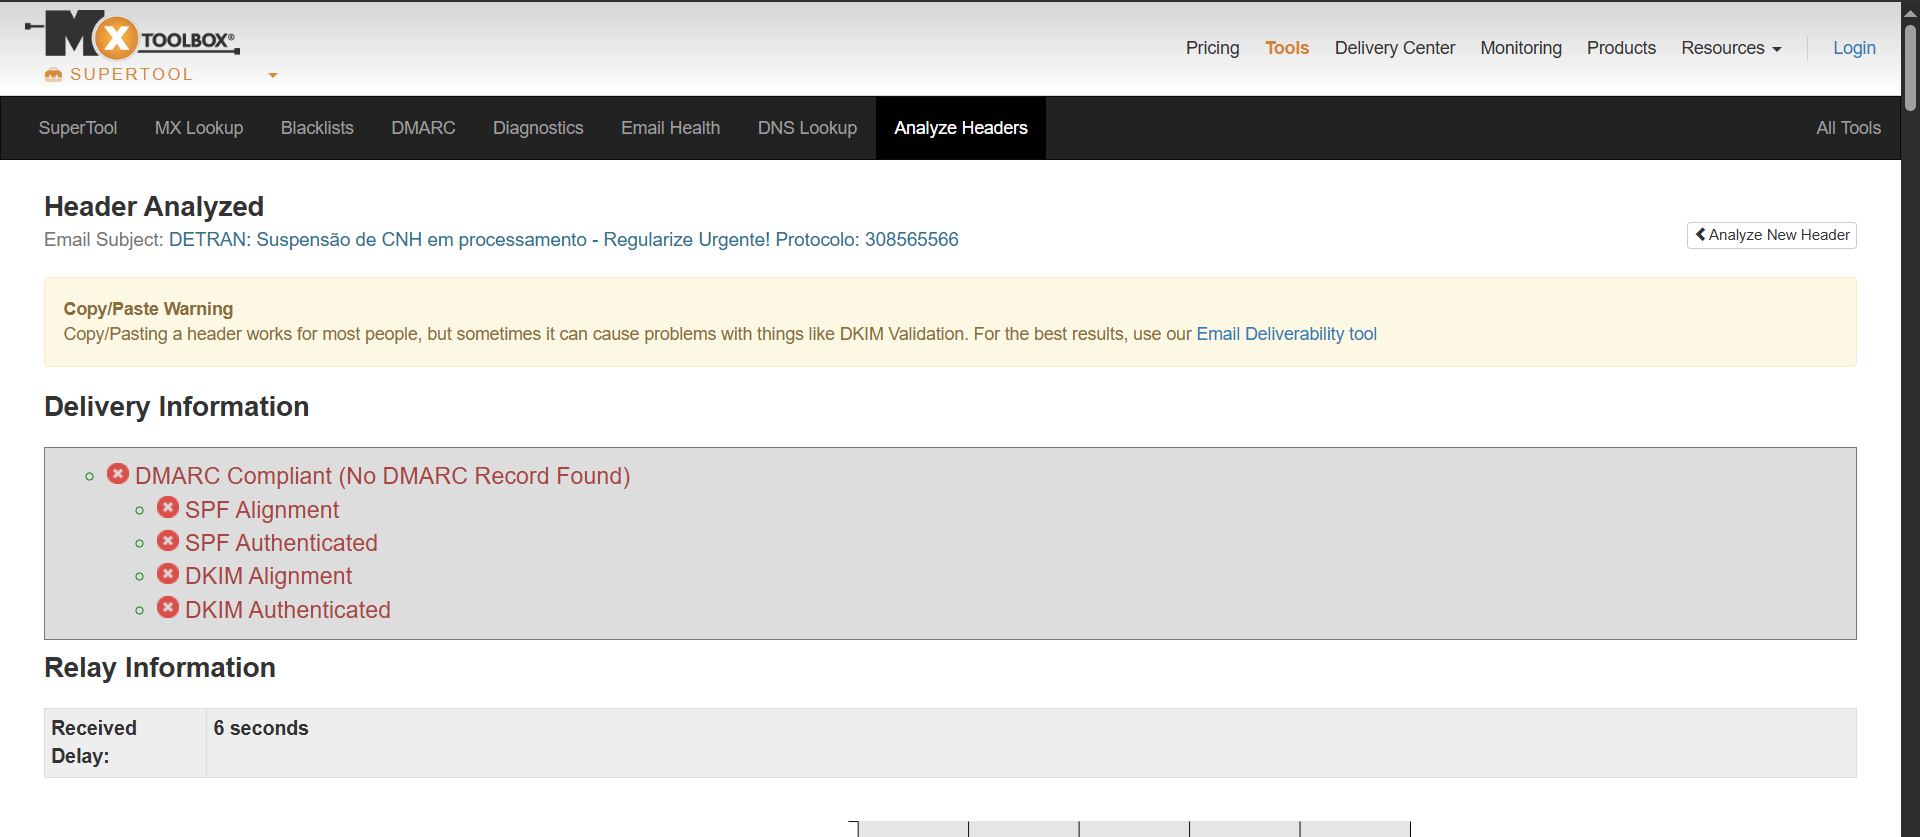 MX TOOLBOX®
SUPERTOOL
Pricing Tools Delivery Center Monitoring Products Resources Login
SuperTool MX Lookup Blacklists DMARC Diagnostics Email Health DNS Lookup Analyze Headers All Tools
Header Analyzed
Email Subject: DETRAN: Suspensão de CNH em processamento - Regularize Urgente! Protocolo: 308565566
Analyze New Header
Copy/Paste Warning
Copy/Pasting a header works for most people, but sometimes it can cause problems with things like DKIM Validation. For the best results, use our Email Deliverability tool
Delivery Information
DMARC Compliant (No DMARC Record Found)
SPF Alignment
SPF Authenticated
DKIM Alignment
DKIM Authenticated
Relay Information
Received Delay: 6 seconds